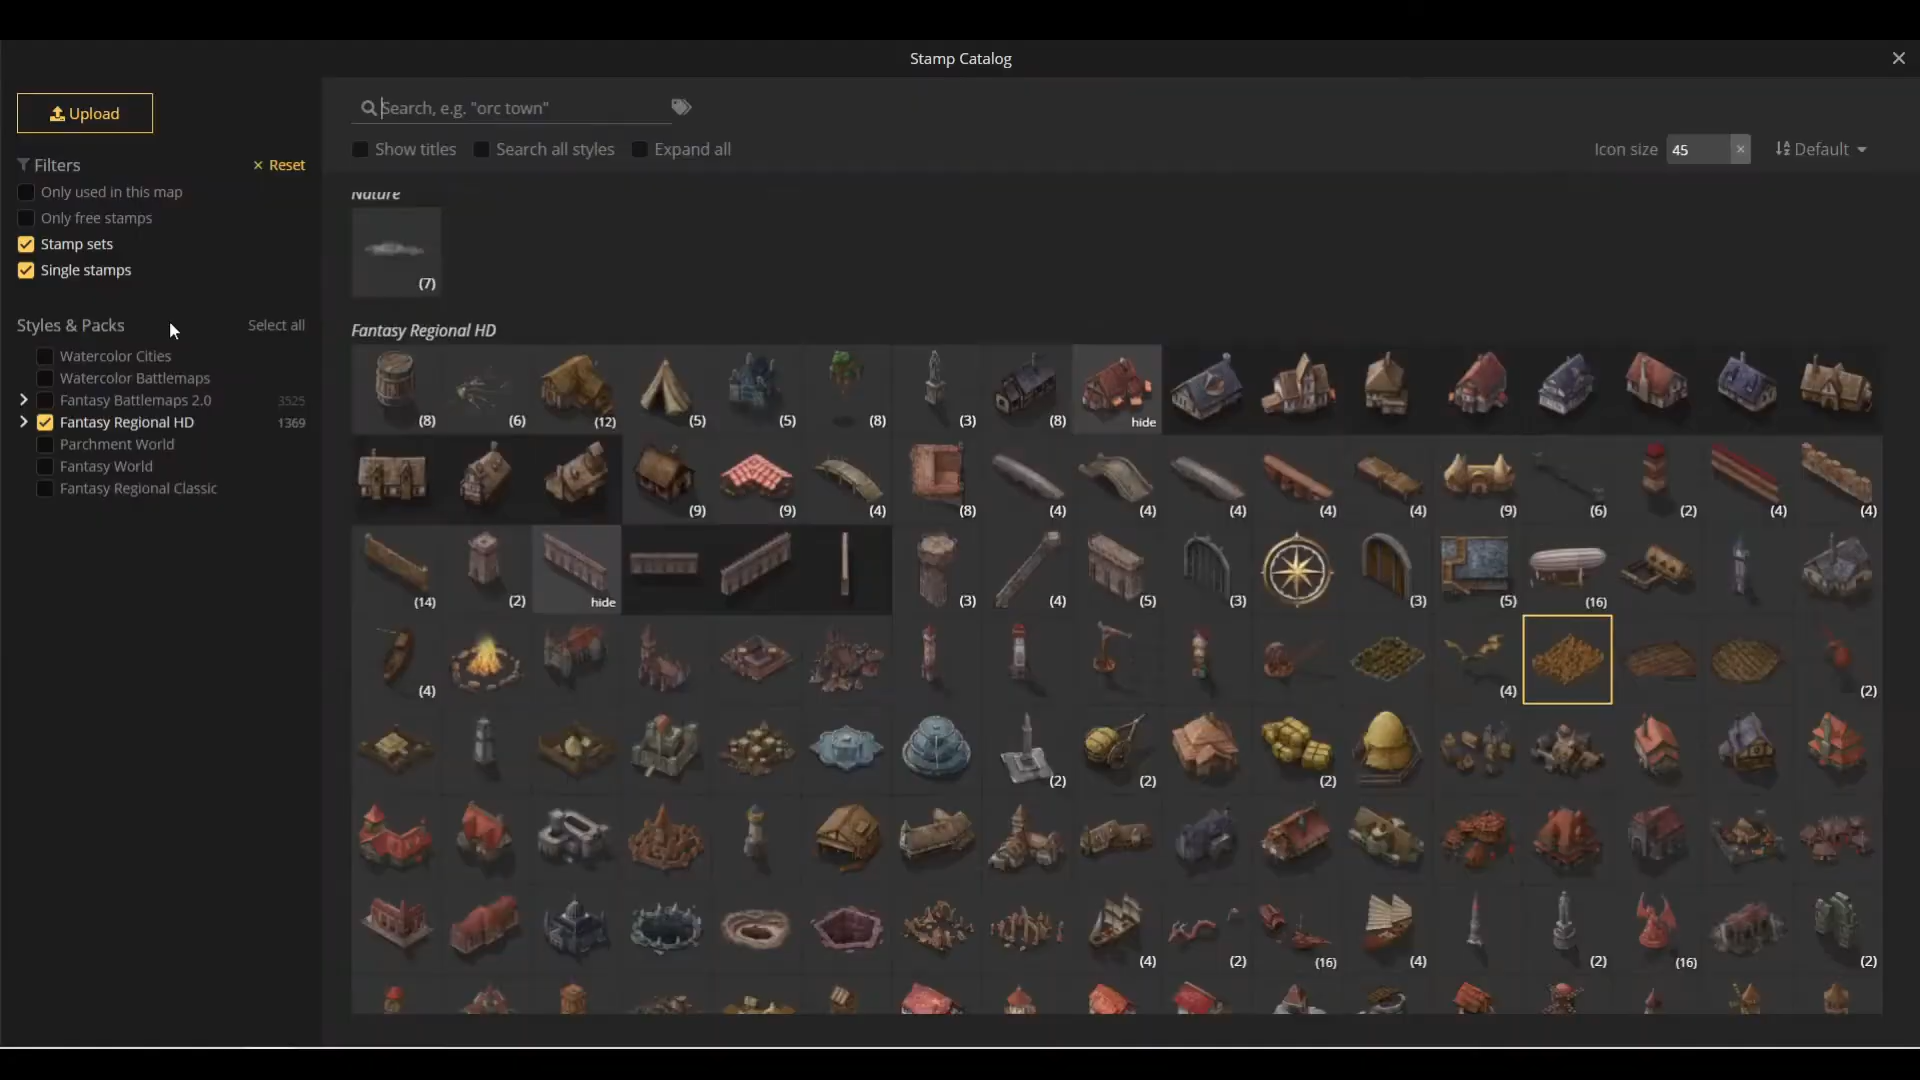 Stamp Catalog
Upload
Search, e.g. "orc town"
Show titles
Search all styles
Expand all
Icon size
45
Default
Filters
Reset
Only used in this map
Only free stamps
Stamp sets
Single stamps
Styles & Packs
Select all
Watercolor Cities
Watercolor Battlemaps
Fantasy Battlemaps 2.0 3525
Fantasy Regional HD 1369
Parchment World
Fantasy World
Fantasy Regional Classic
Nature
(7)
Fantasy Regional HD
(8) (6) (12) (5) (5) (8) (3) (8) hide
(9) (9) (4) (8) (4) (4) (4) (4) (4) (9) (6) (2) (4) (4)
(14) (2) hide (3) (4) (5) (3) (3) (5) (16)
(4) (4) (2)
(2) (2) (2)
(4) (2) (16) (4) (2) (16) (2)